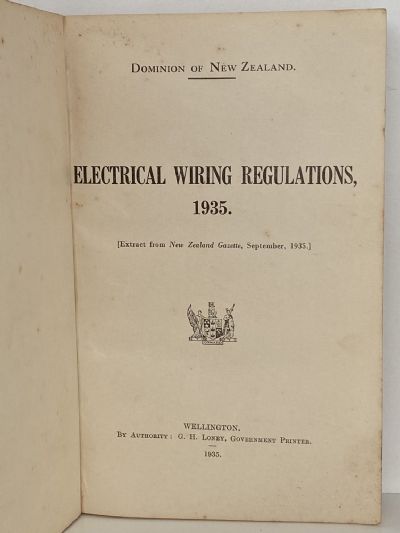 DOMINION OF NEW ZEALAND.
ELECTRICAL WIRING REGULATIONS,
1935.
[Extract from New Zealand Gazette, September, 1935.]
WELLINGTON.
BY AUTHORITY: G. H. LONEY, GOVERNMENT PRINTER.
1935.